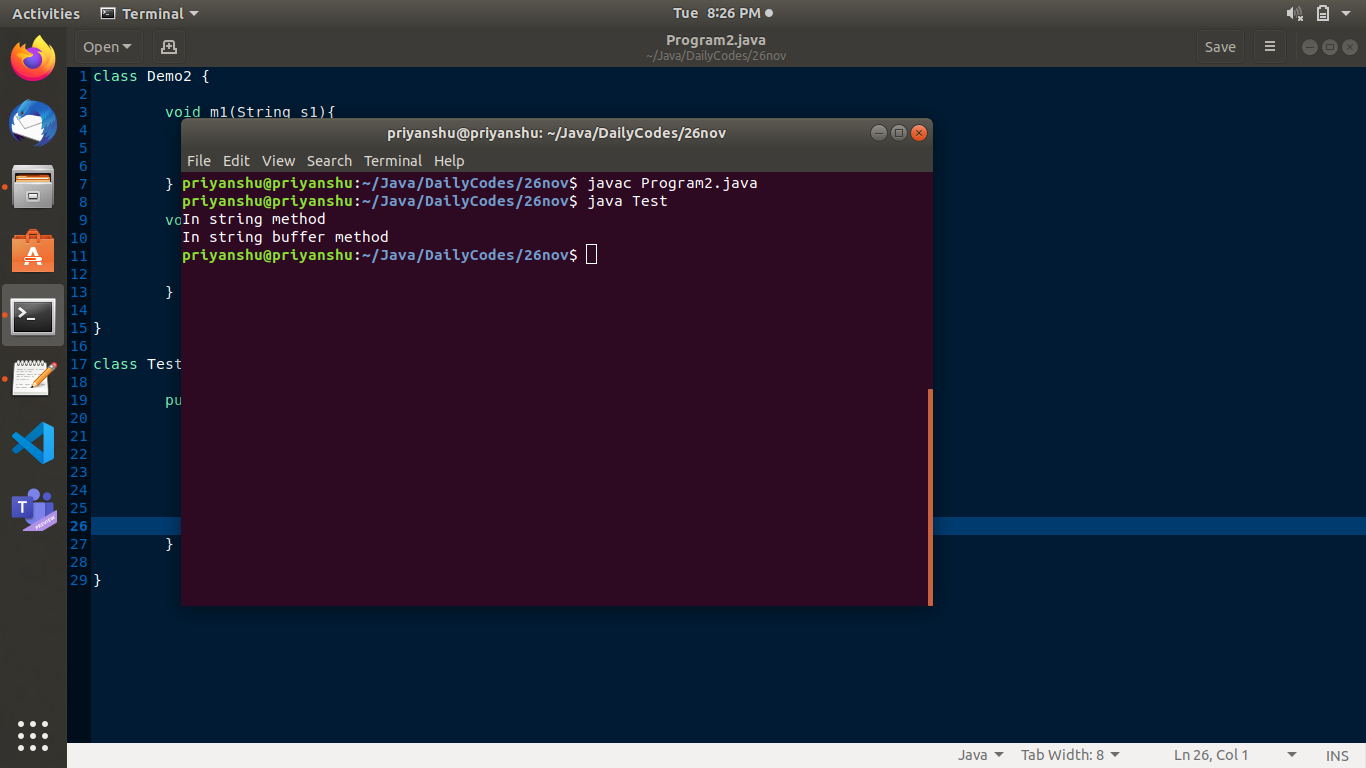 Activities Terminal Tue 8:26 PM
Open Program2.java Save
~/Java/DailyCodes/26nov
1 class Demo2 {
2
3 void m1(String s1){
priyanshu@priyanshu: ~/Java/DailyCodes/26nov
4
5
File Edit View Search Terminal Help
6
7 } priyanshu@priyanshu:~/Java/DailyCodes/26nov$ javac Program2.java
8 priyanshu@priyanshu:~/Java/DailyCodes/26nov$ java Test
9 vo In string method
10 In string buffer method
11 priyanshu@priyanshu:~/Java/DailyCodes/26nov$
12
13 }
14
15 }
16
17 class Test
18
19 pu
20
21
22
23
24
25
26
27 }
28
29 }
T
PREVIEW
Java Tab Width: 8 Ln 26, Col 1 INS